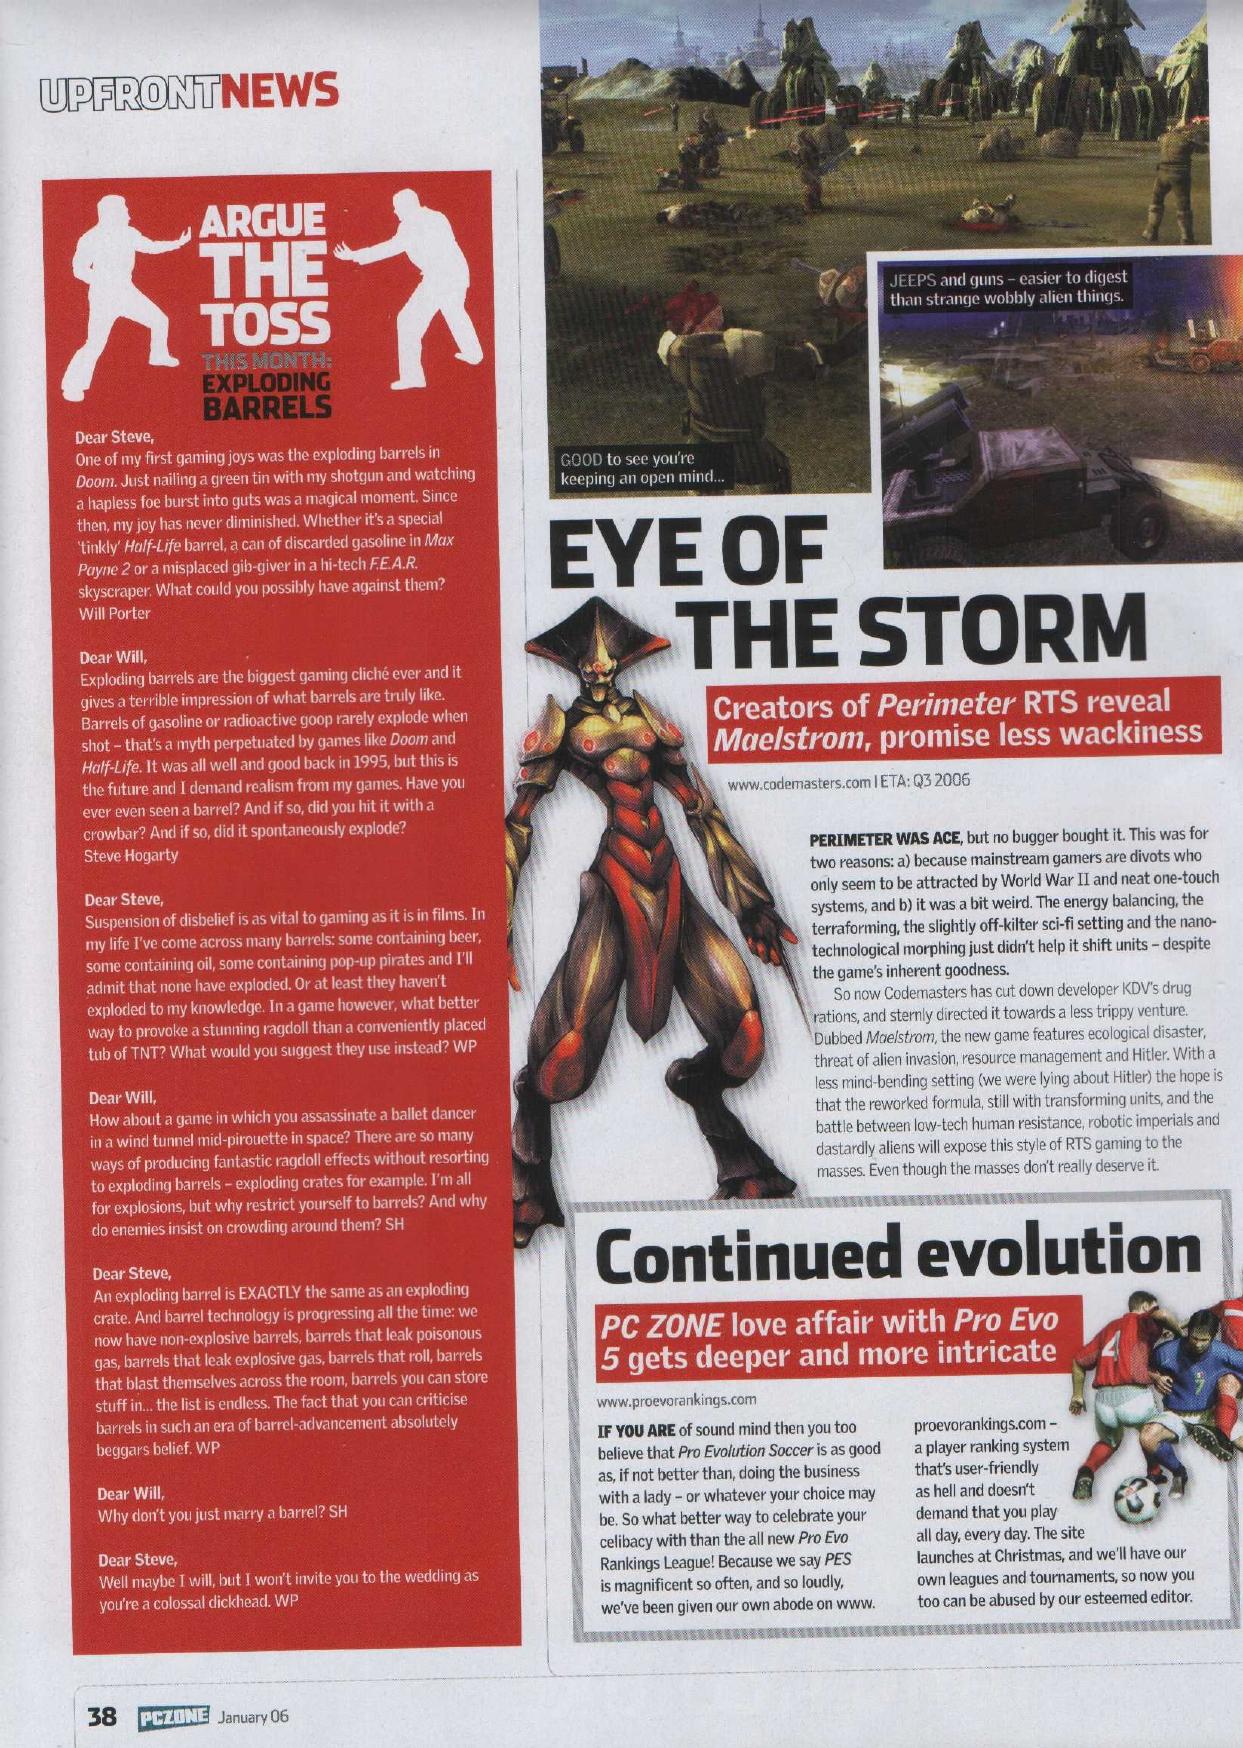 UPFRONTNEWS
ARGUE
THE
TOSS
THIS MONTH:
EXPLODING
BARRELS
Dear Steve,
One of my first gaming joys was the exploding barrels in
Doom. Just nailing a green tin with my shotgun and watching
a hapless foe burst into guts was a magical moment. Since
then, my joy has never diminished. Whether it's a special
'tinkly' Half-Life barrel, a can of discarded gasoline in Max
Payne 2 or a misplaced gib-giver in a hi-tech F.E.A.R.
skyscraper. What could you possibly have against them?
Will Porter
Dear Will,
Exploding barrels are the biggest gaming cliché ever and it
gives a terrible impression of what barrels are truly like.
Barrels of gasoline or radioactive goop rarely explode when
shot – that's a myth perpetuated by games like Doom and
Half-Life. It was all well and good back in 1995, but this is
the future and I demand realism from my games. Have you
ever even seen a barrel? And if so, did you hit it with a
crowbar? And if so, did it spontaneously explode?
Steve Hogarty
Dear Steve,
Suspension of disbelief is as vital to gaming as it is in films. In
my life I've come across many barrels: some containing beer,
some containing oil, some containing pop-up pirates and I'll
admit that none have exploded. Or at least they haven't
exploded to my knowledge. In a game however, what better
way to provoke a stunning ragdoll than a conveniently placed
tub of TNT? What would you suggest they use instead? WP
Dear Will,
How about a game in which you assassinate a ballet dancer
in a wind tunnel mid-pirouette in space? There are so many
ways of producing fantastic ragdoll effects without resorting
to exploding barrels – exploding crates for example. I'm all
for explosions, but why restrict yourself to barrels? And why
do enemies insist on crowding around them? SH
Dear Steve,
An exploding barrel is EXACTLY the same as an exploding
crate. And barrel technology is progressing all the time: we
now have non-explosive barrels, barrels that leak poisonous
gas, barrels that leak explosive gas, barrels that roll, barrels
that blast themselves across the room, barrels you can store
stuff in... the list is endless. The fact that you can criticise
barrels in such an era of barrel-advancement absolutely
beggars belief. WP
Dear Will,
Why don't you just marry a barrel? SH
Dear Steve,
Well maybe I will, but I won't invite you to the wedding as
you're a colossal dickhead. WP
GOOD to see you're
keeping an open mind...
JEEPS and guns – easier to digest
than strange wobbly alien things.
EYE OF
THE STORM
Creators of Perimeter RTS reveal
Maelstrom, promise less wackiness
www.codemasters.com | ETA: Q3 2006
PERIMETER WAS ACE, but no bugger bought it. This was for
two reasons: a) because mainstream gamers are divots who
only seem to be attracted by World War II and neat one-touch
systems, and b) it was a bit weird. The energy balancing, the
terraforming, the slightly off-kilter sci-fi setting and the nano-
technological morphing just didn't help it shift units – despite
the game's inherent goodness.
So now Codemasters has cut down developer KDV's drug
rations, and sternly directed it towards a less trippy venture.
Dubbed Maelstrom, the new game features ecological disaster,
threat of alien invasion, resource management and Hitler. With a
less mind-bending setting (we were lying about Hitler) the hope is
that the reworked formula, still with transforming units, and the
battle between low-tech human resistance, robotic imperials and
dastardly aliens will expose this style of RTS gaming to the
masses. Even though the masses don't really deserve it.
Continued evolution
PC ZONE love affair with Pro Evo
5 gets deeper and more intricate
www.proevorankings.com
IF YOU ARE of sound mind then you too
believe that Pro Evolution Soccer is as good
as, if not better than, doing the business
with a lady – or whatever your choice may
be. So what better way to celebrate your
celibacy with than the all new Pro Evo
Rankings League! Because we say PES
is magnificent so often, and so loudly,
we've been given our own abode on www.
proevorankings.com –
a player ranking system
that's user-friendly
as hell and doesn't
demand that you play
all day, every day. The site
launches at Christmas, and we'll have our
own leagues and tournaments, so now you
too can be abused by our esteemed editor.
4
7
38 PCZONE January 06